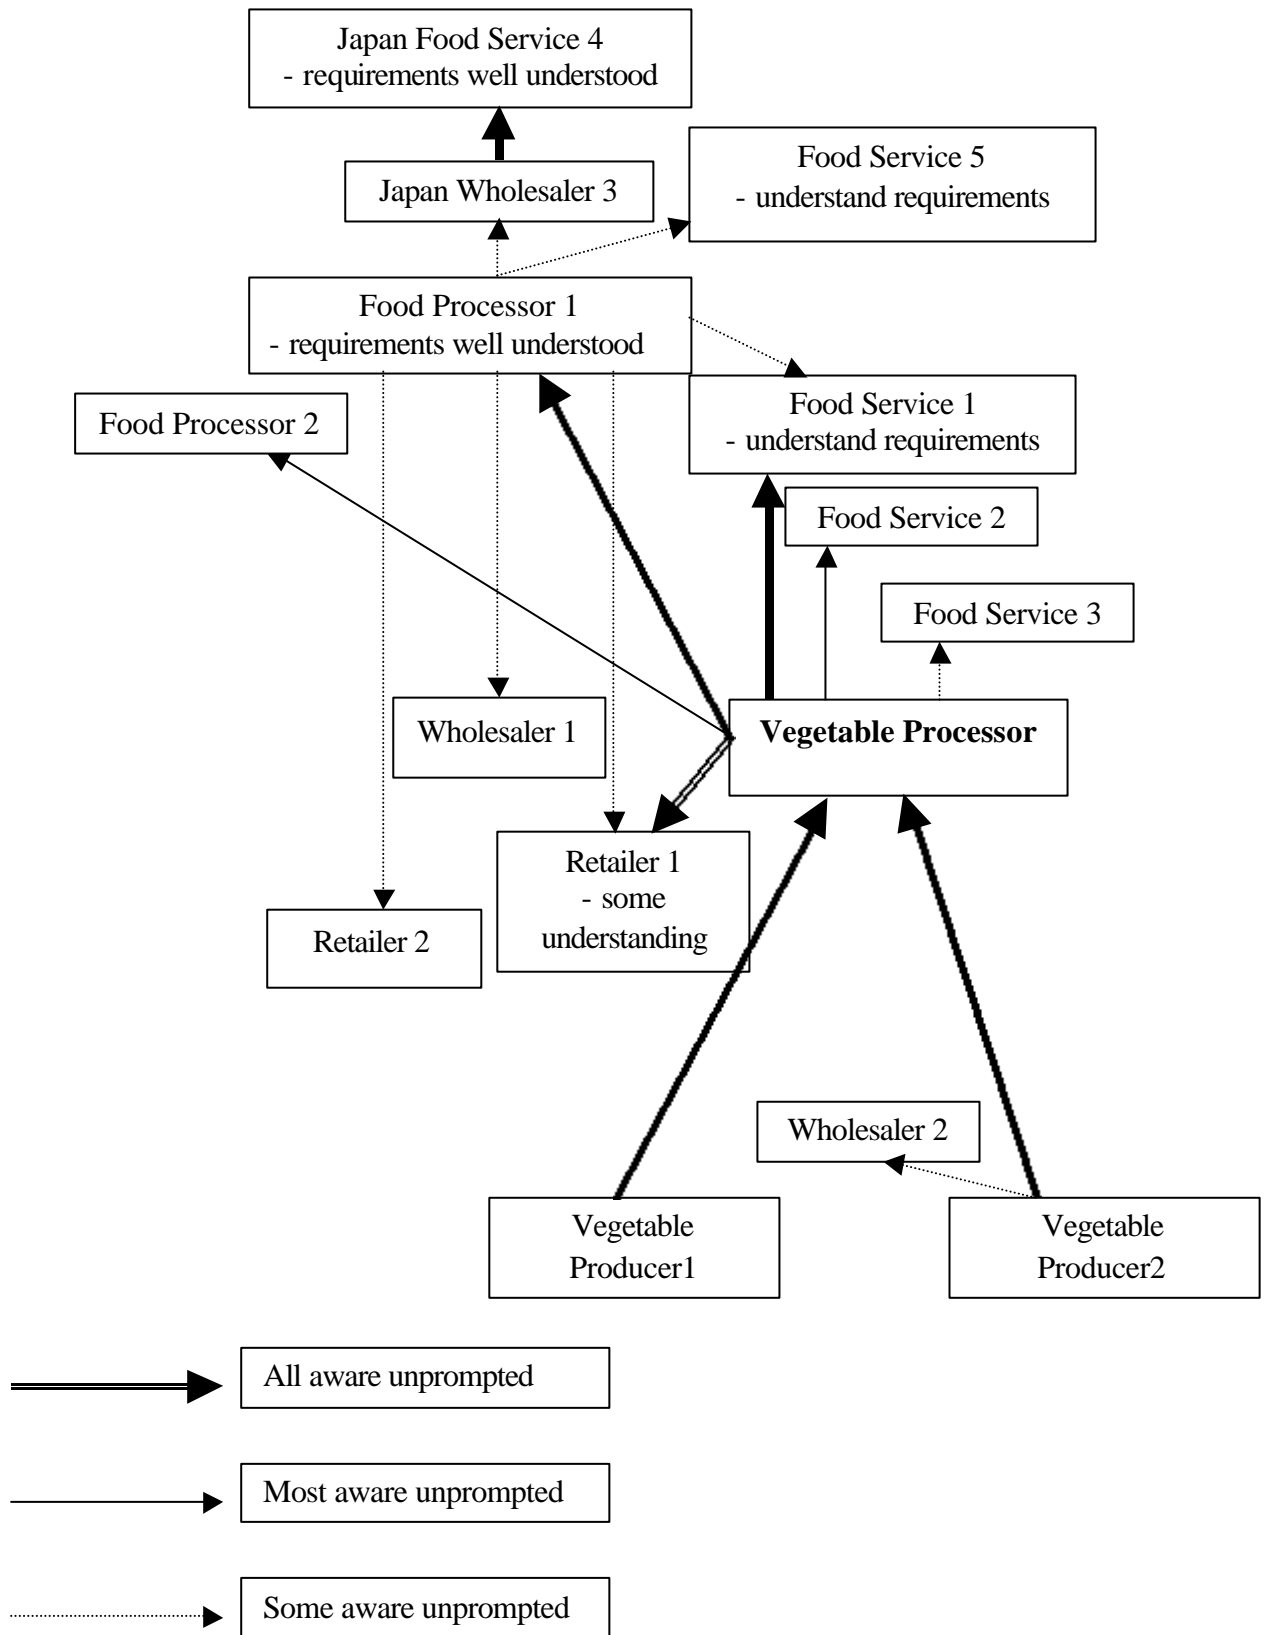 Japan Food Service 4
- requirements well understood
Food Service 5
- understand requirements
Japan Wholesaler 3
Food Processor 1
- requirements well understood
Food Service 1
- understand requirements
Food Processor 2
Food Service 2
Food Service 3
Wholesaler 1
Vegetable Processor
Retailer 1
- some
understanding
Retailer 2
Wholesaler 2
Vegetable
Producer1
Vegetable
Producer2
All aware unprompted
Most aware unprompted
Some aware unprompted